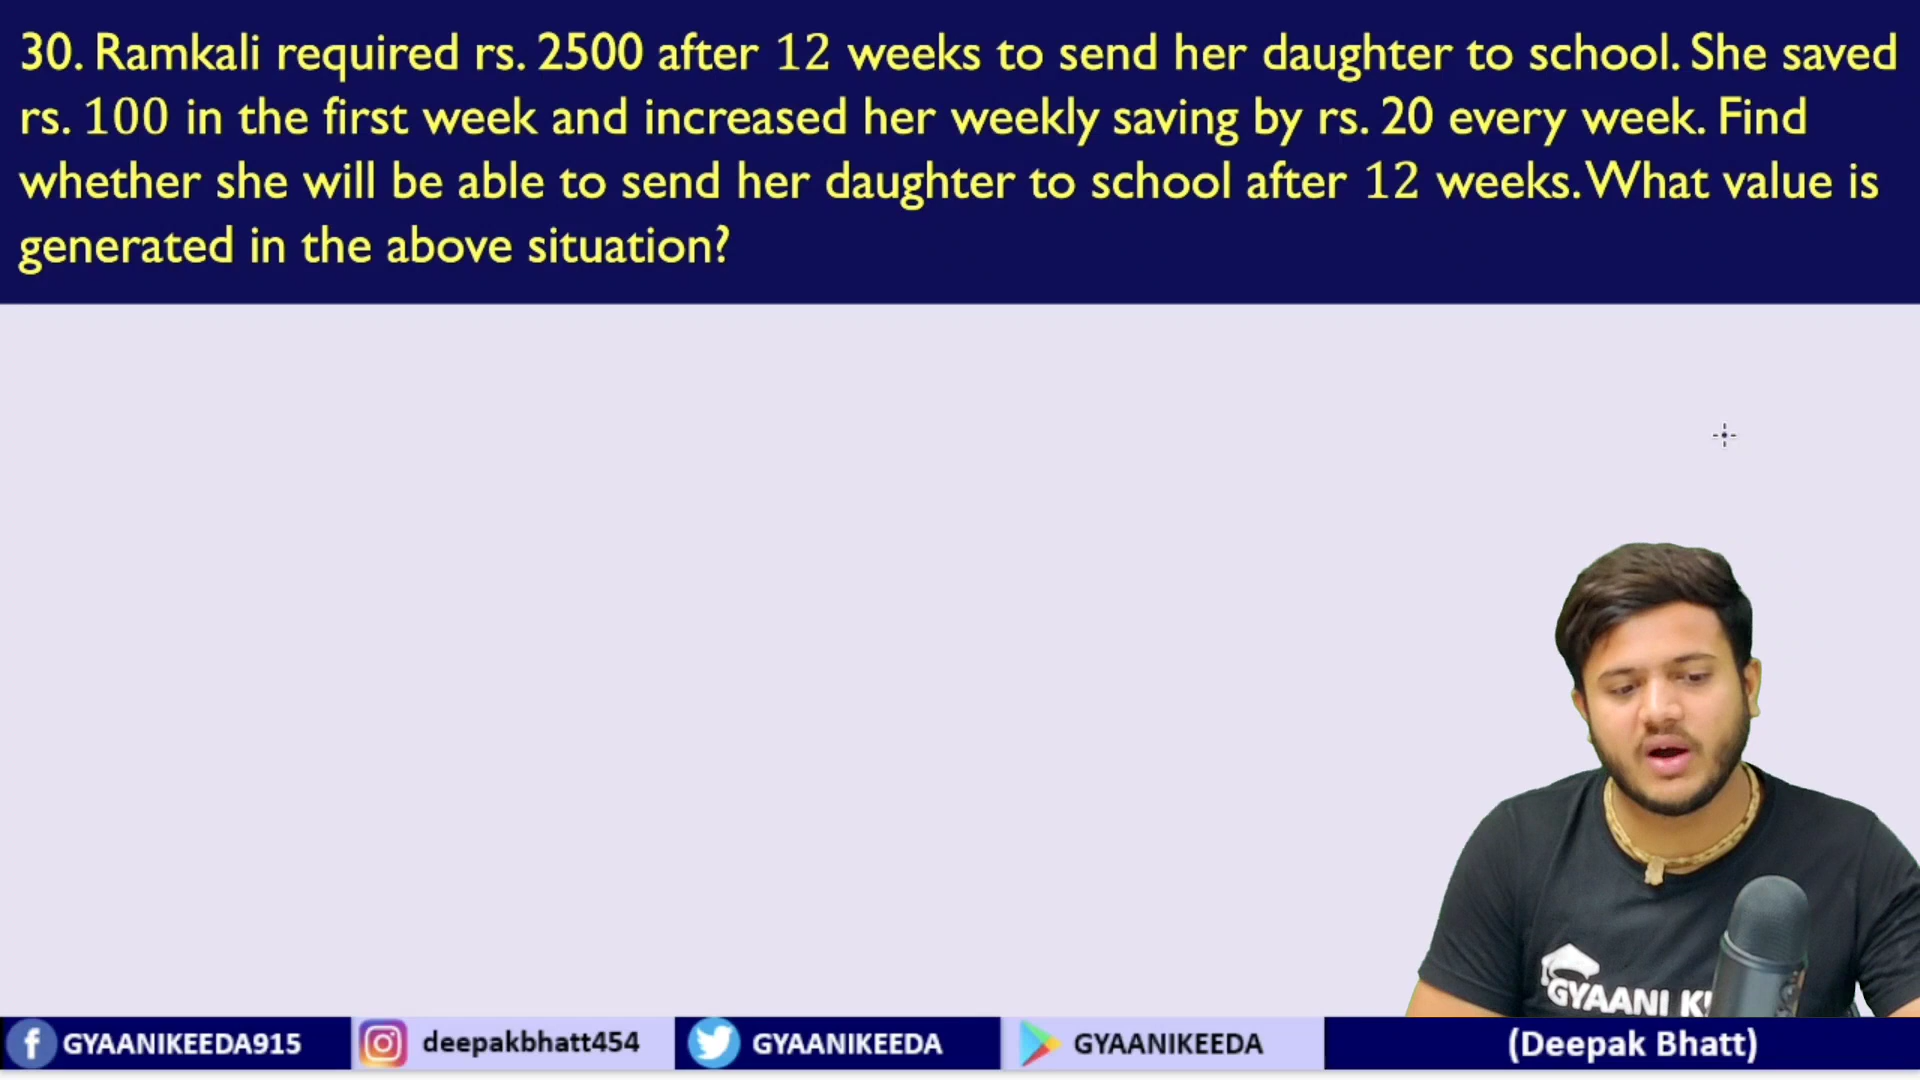 30. Ramkali required rs. 2500 after 12 weeks to send her daughter to school. She saved
rs. 100 in the first week and increased her weekly saving by rs. 20 every week. Find
whether she will be able to send her daughter to school after 12 weeks. What value is
generated in the above situation?
GYAANI K
GYAANIKEEDA915
deepakbhatt454
GYAANIKEEDA
GYAANIKEEDA
(Deepak Bhatt)